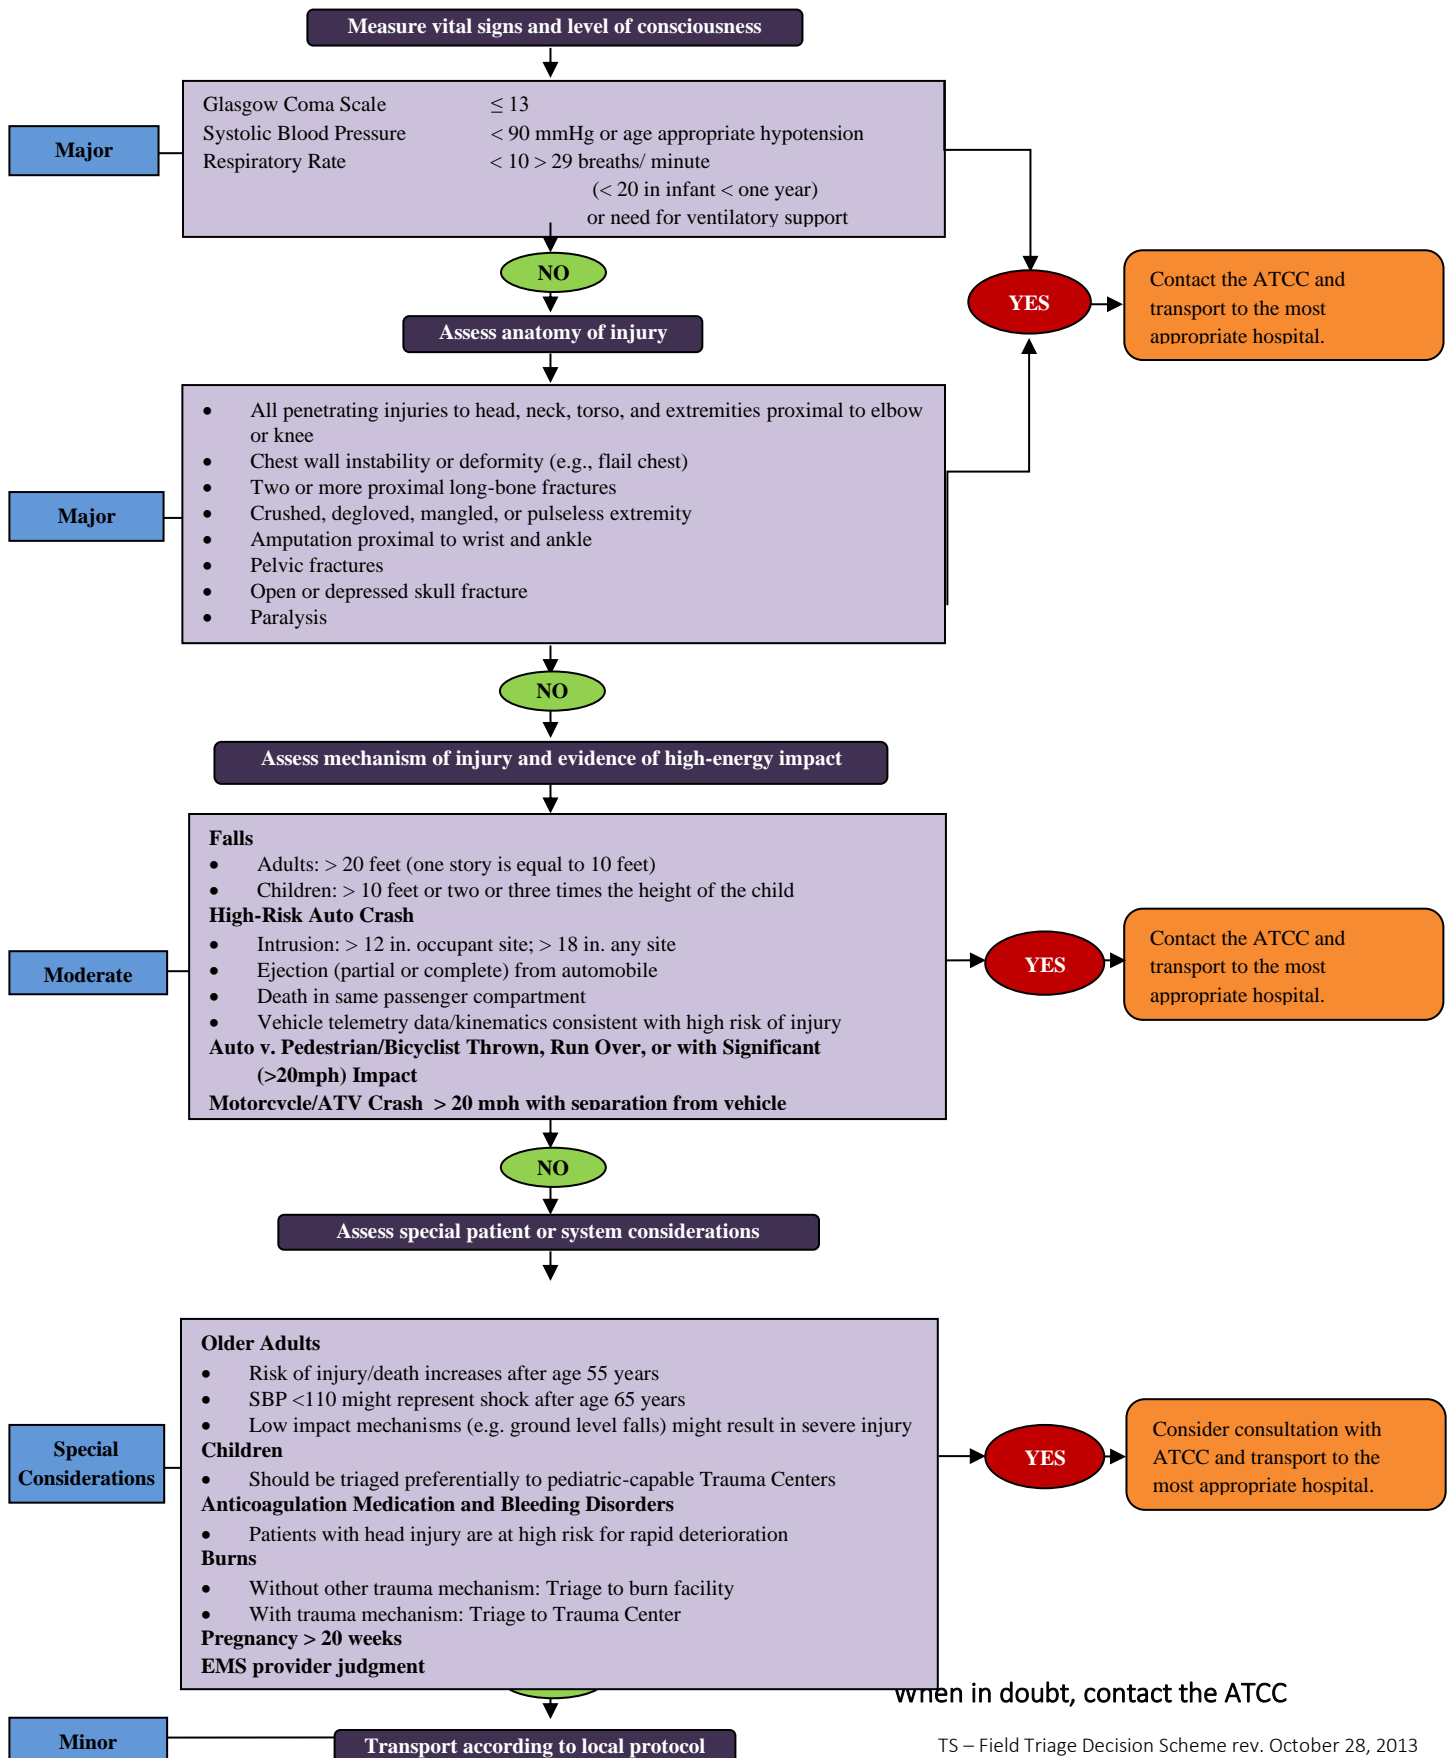 Measure vital signs and level of consciousness
Major
Glasgow Coma Scale ≤ 13
Systolic Blood Pressure < 90 mmHg or age appropriate hypotension
Respiratory Rate < 10 > 29 breaths/ minute
(< 20 in infant < one year)
or need for ventilatory support
NO
YES
Contact the ATCC and
transport to the most
appropriate hospital.
Assess anatomy of injury
Major
• All penetrating injuries to head, neck, torso, and extremities proximal to elbow
or knee
• Chest wall instability or deformity (e.g., flail chest)
• Two or more proximal long-bone fractures
• Crushed, degloved, mangled, or pulseless extremity
• Amputation proximal to wrist and ankle
• Pelvic fractures
• Open or depressed skull fracture
• Paralysis
NO
Assess mechanism of injury and evidence of high-energy impact
Moderate
Falls
• Adults: > 20 feet (one story is equal to 10 feet)
• Children: > 10 feet or two or three times the height of the child
High-Risk Auto Crash
• Intrusion: > 12 in. occupant site; > 18 in. any site
• Ejection (partial or complete) from automobile
• Death in same passenger compartment
• Vehicle telemetry data/kinematics consistent with high risk of injury
Auto v. Pedestrian/Bicyclist Thrown, Run Over, or with Significant
(>20mph) Impact
Motorcycle/ATV Crash > 20 mph with separation from vehicle
YES
Contact the ATCC and
transport to the most
appropriate hospital.
NO
Assess special patient or system considerations
Special
Considerations
Older Adults
• Risk of injury/death increases after age 55 years
• SBP <110 might represent shock after age 65 years
• Low impact mechanisms (e.g. ground level falls) might result in severe injury
Children
• Should be triaged preferentially to pediatric-capable Trauma Centers
Anticoagulation Medication and Bleeding Disorders
• Patients with head injury are at high risk for rapid deterioration
Burns
• Without other trauma mechanism: Triage to burn facility
• With trauma mechanism: Triage to Trauma Center
Pregnancy > 20 weeks
EMS provider judgment
YES
Consider consultation with
ATCC and transport to the
most appropriate hospital.
When in doubt, contact the ATCC
Minor
Transport according to local protocol
TS – Field Triage Decision Scheme rev. October 28, 2013